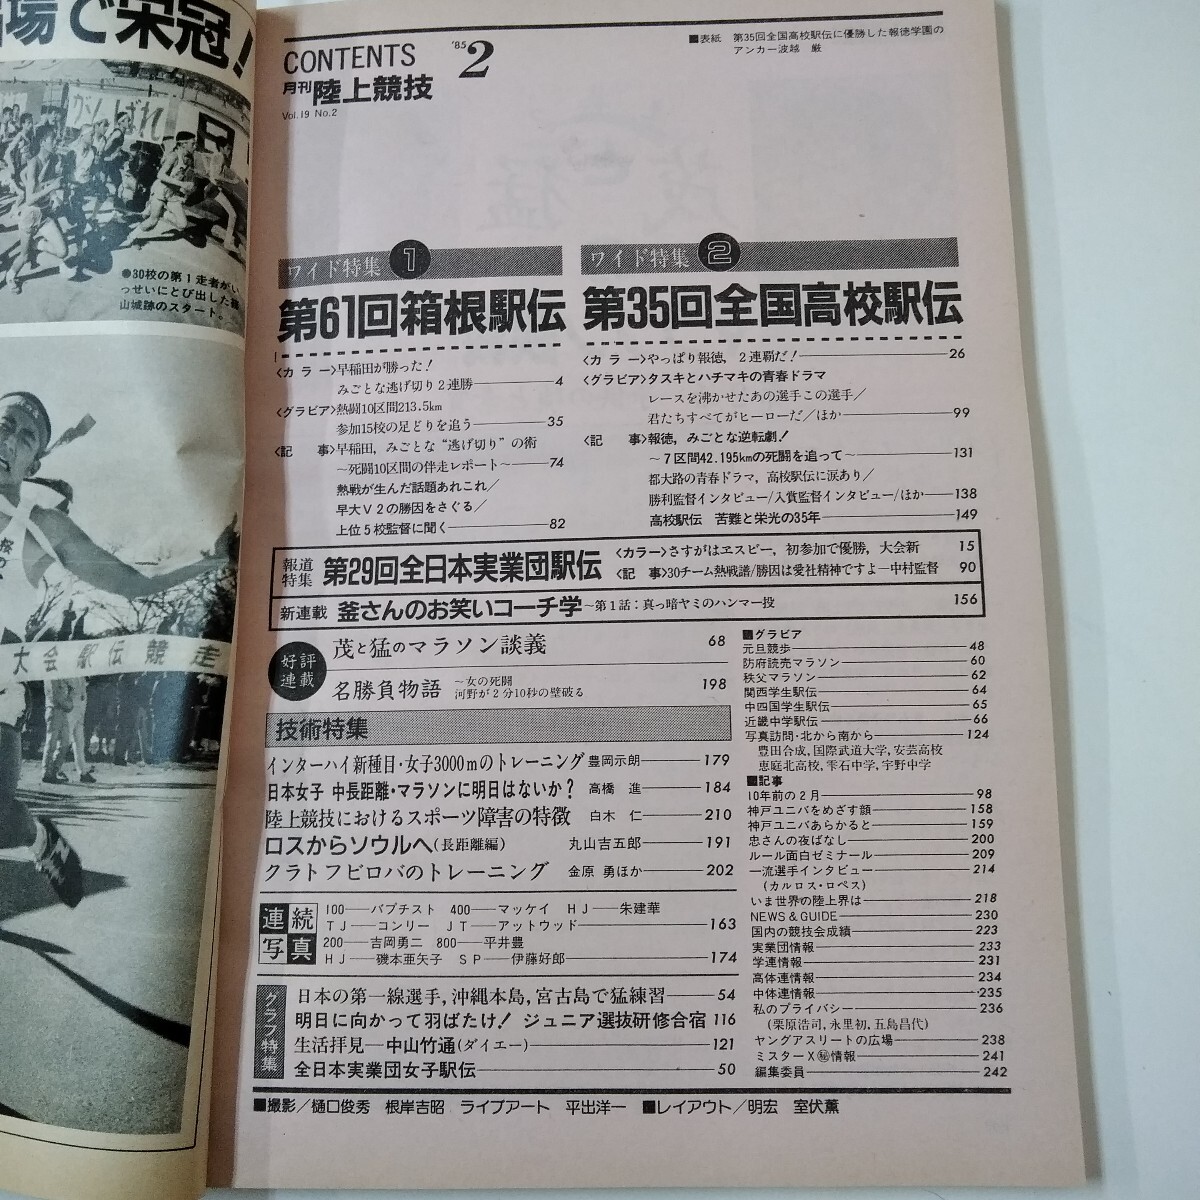 場で栄冠!
がんばれ
●30校の第1走者がい
っせいにとび出した
山城跡のスタート。
大会駅伝競走
CONTENTS
'85 2
月刊 陸上競技
Vol.19 No.2
■表紙 第35回全国高校駅伝に優勝した報徳学園の
アンカー波越 厳
ワイド特集 1
第61回箱根駅伝
〈カラー〉早稲田が勝った!
みごとな逃げ切り2連勝 4
〈グラビア〉熱闘10区間213.5km
参加15校の足どりを追う 35
〈記 事〉早稲田,みごとな“逃げ切り”の術
〜死闘10区間の伴走レポート〜 74
熱戦が生んだ話題あれこれ/
早大V2の勝因をさぐる/
上位5校監督に聞く 82
ワイド特集 2
第35回全国高校駅伝
〈カラー〉やっぱり報徳,2連覇だ! 26
〈グラビア〉タスキとハチマキの青春ドラマ
レースを沸かせたあの選手この選手/
君たちすべてがヒーローだ/ほか 99
〈記 事〉報徳,みごとな逆転劇!
〜7区間42.195kmの死闘を追って〜 131
都大路の青春ドラマ,高校駅伝に涙あり/
勝利監督インタビュー/入賞監督インタビュー/ほか 138
高校駅伝 苦難と栄光の35年 149
報道特集 第29回全日本実業団駅伝
〈カラー〉さすがはエスビー,初参加で優勝,大会新 15
〈記 事〉30チーム熱戦譜/勝因は愛社精神ですよ―中村監督 90
新連載 釜さんのお笑いコーチ学 〜第1話:真っ暗ヤミのハンマー投 156
好評連載
茂と猛のマラソン談義 68
名勝負物語 〜女の死闘
河野が2分10秒の壁破る 198
技術特集
インターハイ新種目・女子3000mのトレーニング 豊岡示朗 179
日本女子 中長距離・マラソンに明日はないか? 高橋 進 184
陸上競技におけるスポーツ障害の特徴 白木 仁 210
ロスからソウルへ(長距離編) 丸山吉五郎 191
クラトフビロバのトレーニング 金原 勇ほか 202
連続写真
100―バプチスト 400―マッケイ HJ―朱建華
TJ―コンリー JT―アットウッド 163
200―吉岡勇二 800―平井豊
HJ―磯本亜矢子 SP―伊藤好郎 174
グラフ特集
日本の第一線選手,沖縄本島,宮古島で猛練習 54
明日に向かって羽ばたけ! ジュニア選抜研修合宿 116
生活拝見―中山竹通(ダイエー) 121
全日本実業団女子駅伝 50
■グラビア
元旦競歩 48
防府読売マラソン 60
秩父マラソン 62
関西学生駅伝 64
中四国学生駅伝 65
近畿中学駅伝 66
写真訪問・北から南から 124
豊田合成,国際武道大学,安芸高校
恵庭北高校,雫石中学,宇野中学
■記事
10年前の2月 98
神戸ユニバをめざす顔 158
神戸ユニバあらかると 159
忠さんの夜ばなし 200
ルール面白ゼミナール 209
一流選手インタビュー 214
(カルロス・ロペス)
いま世界の陸上界は 218
NEWS & GUIDE 230
国内の競技会成績 223
実業団情報 233
学連情報 231
高体連情報 234
中体連情報 235
私のプライバシー 236
(栗原浩司,永里初,五島昌代)
ヤングアスリートの広場 238
ミスターX㊙情報 241
編集委員 242
■撮影/樋口俊秀 根岸吉昭 ライブアート 平出洋一 ■レイアウト/明宏 室伏薫